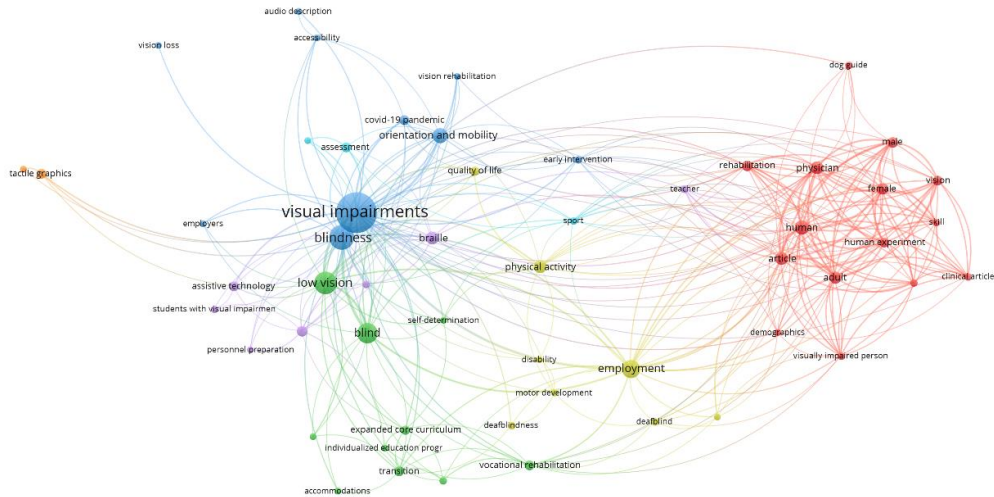 audio description
accessibility
vision loss
dog guide
vision rehabilitation
covid-19 pandemic
orientation and mobility
male
assessment
early intervention
rehabilitation
physician
quality of life
tactile graphics
vision
teacher
female
visual impairments
employers
sport
skill
human
blindness
braille
human experiment
article
physical activity
adult
clinical article
low vision
assistive technology
students with visual impairmen
self-determination
blind
demographics
personnel preparation
disability
visually impaired person
employment
motor development
deafblindness
deafblind
expanded core curriculum
individualized education progr
vocational rehabilitation
transition
accommodations